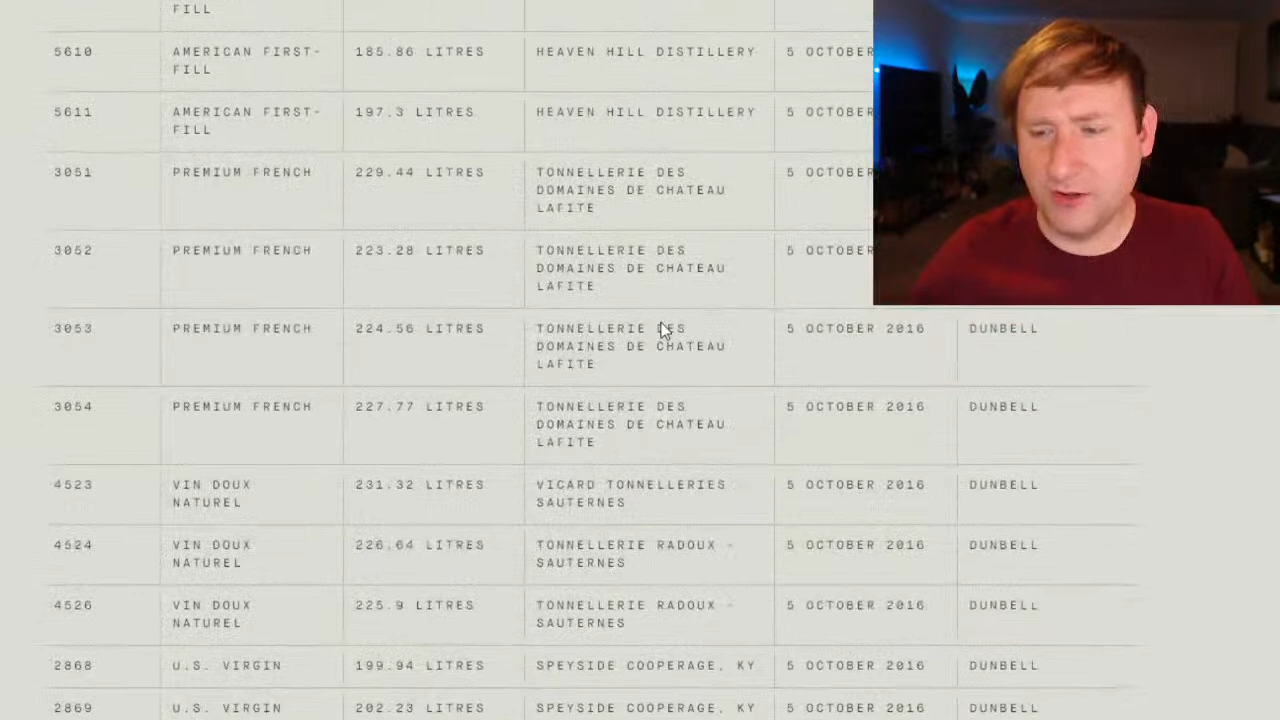 FILL
5610 AMERICAN FIRST- 185.86 LITRES HEAVEN HILL DISTILLERY 5 OCTOBER
FILL
5611 AMERICAN FIRST- 197.3 LITRES HEAVEN HILL DISTILLERY 5 OCTOBER
FILL
3051 PREMIUM FRENCH 229.44 LITRES TONNELLERIE DES 5 OCTOBER
DOMAINES DE CHATEAU
LAFITE
3052 PREMIUM FRENCH 223.28 LITRES TONNELLERIE DES 5 OCTOBER
DOMAINES DE CHATEAU
LAFITE
3053 PREMIUM FRENCH 224.56 LITRES TONNELLERIE DES 5 OCTOBER 2016 DUNBELL
DOMAINES DE CHATEAU
LAFITE
3054 PREMIUM FRENCH 227.77 LITRES TONNELLERIE DES 5 OCTOBER 2016 DUNBELL
DOMAINES DE CHATEAU
LAFITE
4523 VIN DOUX 231.32 LITRES VICARD TONNELLERIES 5 OCTOBER 2016 DUNBELL
NATUREL SAUTERNES
4524 VIN DOUX 226.64 LITRES TONNELLERIE RADOUX - 5 OCTOBER 2016 DUNBELL
NATUREL SAUTERNES
4526 VIN DOUX 225.9 LITRES TONNELLERIE RADOUX - 5 OCTOBER 2016 DUNBELL
NATUREL SAUTERNES
2868 U.S. VIRGIN 199.94 LITRES SPEYSIDE COOPERAGE, KY 5 OCTOBER 2016 DUNBELL
2869 U.S. VIRGIN 202.23 LITRES SPEYSIDE COOPERAGE, KY 5 OCTOBER 2016 DUNBELL